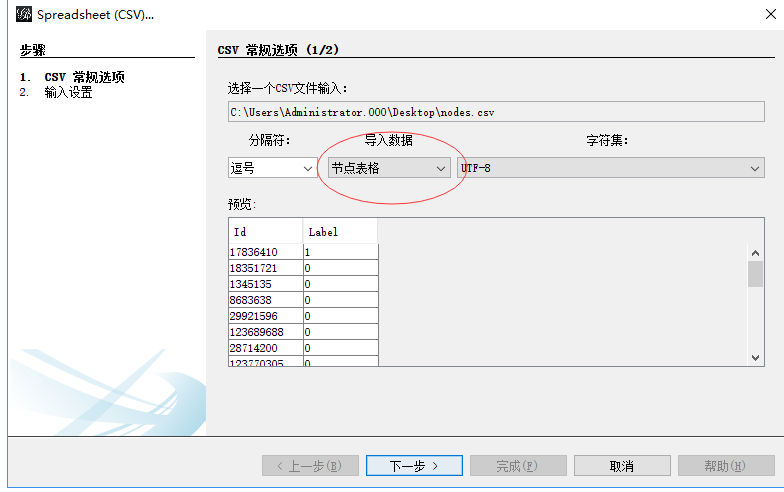 Spreadsheet (CSV)...
步骤
1. CSV 常规选项
2. 输入设置
CSV 常规选项 (1/2)
选择一个CSV文件输入:
C:\Users\Administrator.000\Desktop\nodes.csv
分隔符: 导入数据 字符集:
逗号 节点表格 UTF-8
预览:
Id Label
17836410 1
18351721 0
1345135 0
8683638 0
29921596 0
123689688 0
28714200 0
123770305 0
< 上一步(B) 下一步 > 完成(F) 取消 帮助(H)